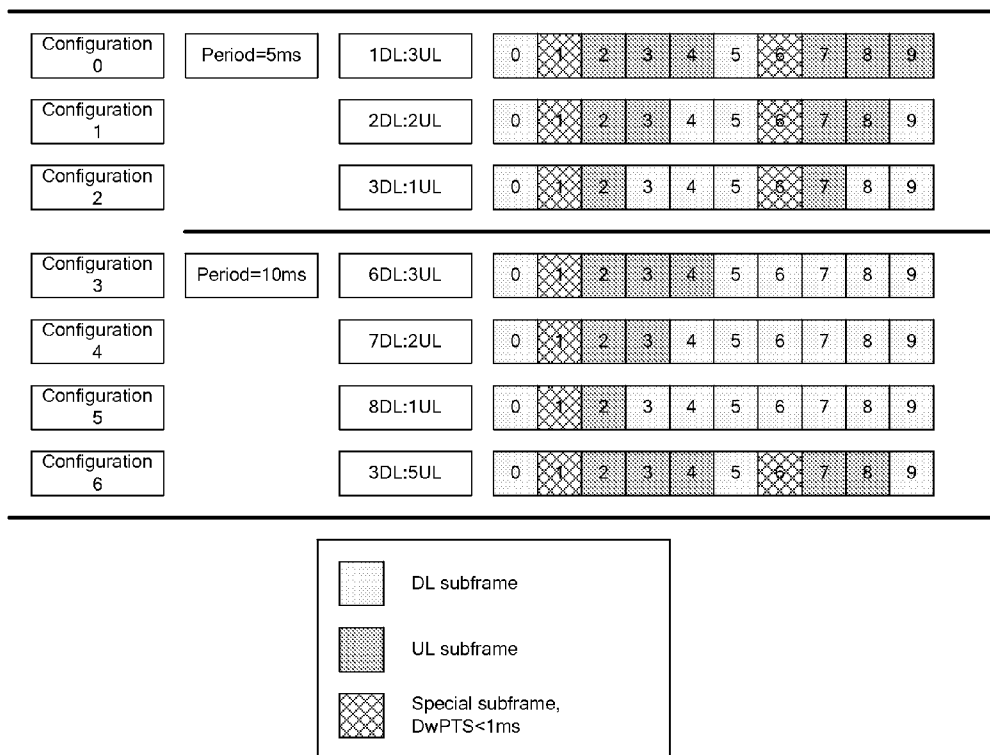 Configuration 0 Period=5ms 1DL:3UL 0 1 2 3 4 5 6 7 8 9
Configuration 1 2DL:2UL 0 1 2 3 4 5 6 7 8 9
Configuration 2 3DL:1UL 0 1 2 3 4 5 6 7 8 9
Configuration 3 Period=10ms 6DL:3UL 0 1 2 3 4 5 6 7 8 9
Configuration 4 7DL:2UL 0 1 2 3 4 5 6 7 8 9
Configuration 5 8DL:1UL 0 1 2 3 4 5 6 7 8 9
Configuration 6 3DL:5UL 0 1 2 3 4 5 6 7 8 9
DL subframe
UL subframe
Special subframe,
DwPTS<1ms